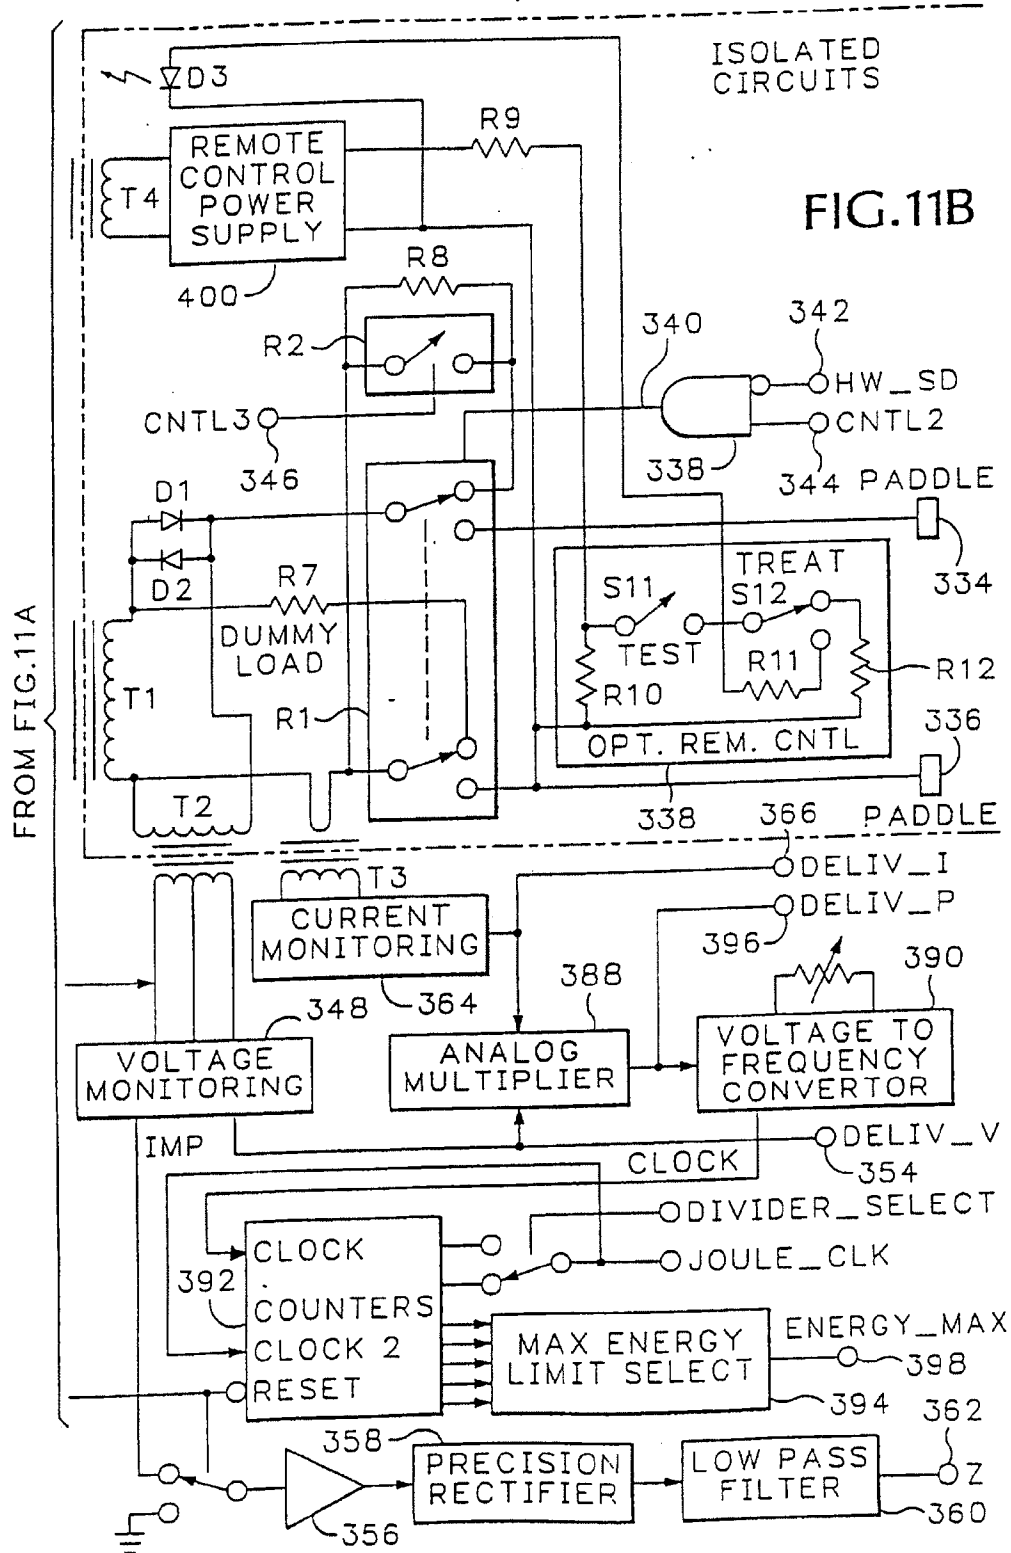 ISOLATED
CIRCUITS
D3
R9
REMOTE
CONTROL
POWER
SUPPLY
T4
FIG.11B
400
R8
R2
340
342
HW_SD
CNTL3
CNTL2
346
338
344
PADDLE
D1
D2
334
R7
DUMMY
LOAD
TREAT
S11
S12
TEST
R11
R10
R12
T1
R1
OPT. REM. CNTL
336
FROM FIG.11A
T2
338
PADDLE
366
T3
DELIV_I
CURRENT
MONITORING
DELIV_P
396
364
388
390
348
VOLTAGE
MONITORING
ANALOG
MULTIPLIER
VOLTAGE TO
FREQUENCY
CONVERTOR
IMP
DELIV_V
CLOCK
354
DIVIDER_SELECT
CLOCK
JOULE_CLK
392
COUNTERS
CLOCK 2
RESET
MAX ENERGY
LIMIT SELECT
ENERGY_MAX
398
394
358
362
PRECISION
RECTIFIER
LOW PASS
FILTER
Z
356
360